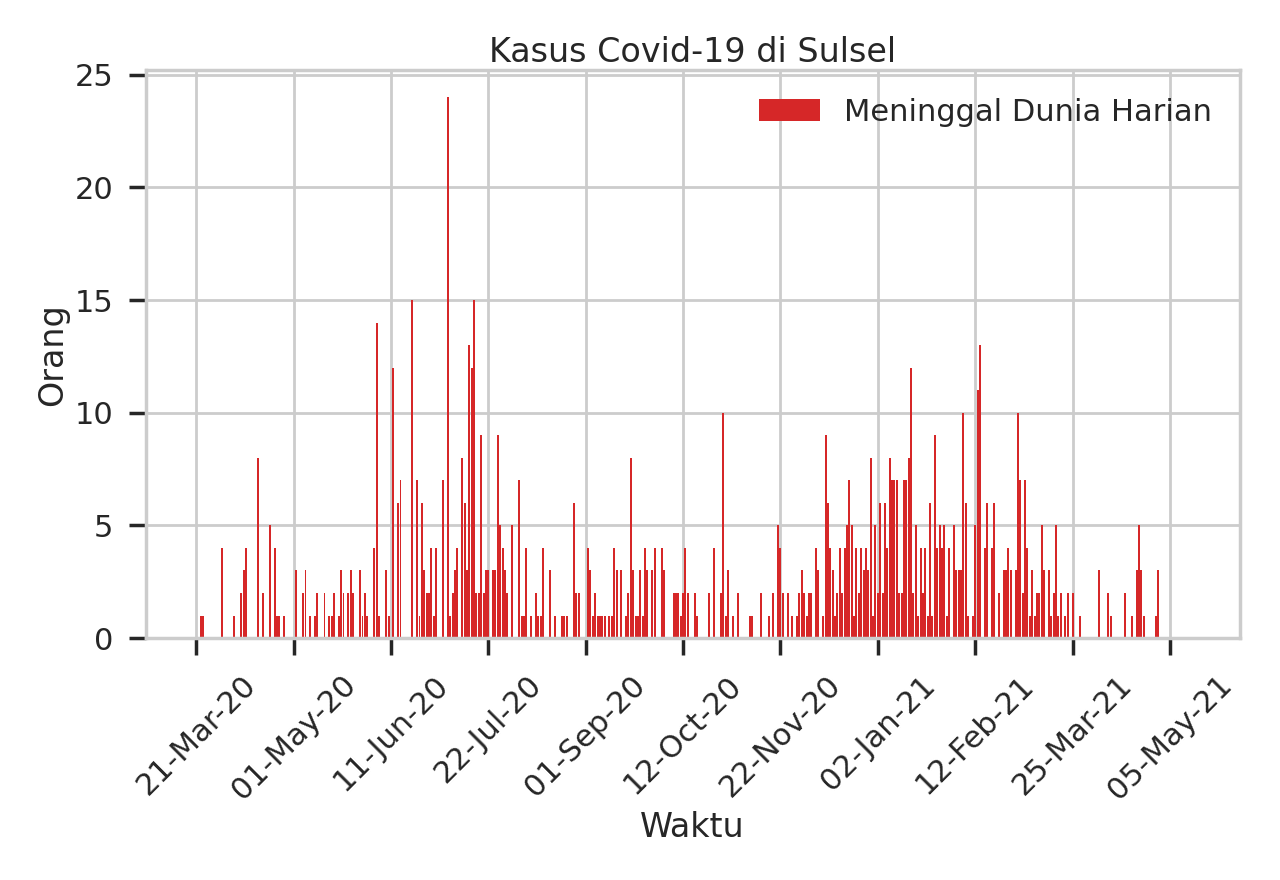 Kasus Covid-19 di Sulsel
Meninggal Dunia Harian
Orang
25
20
15
10
5
0
21-Mar-20
01-May-20
11-Jun-20
22-Jul-20
01-Sep-20
12-Oct-20
22-Nov-20
02-Jan-21
12-Feb-21
25-Mar-21
05-May-21
Waktu